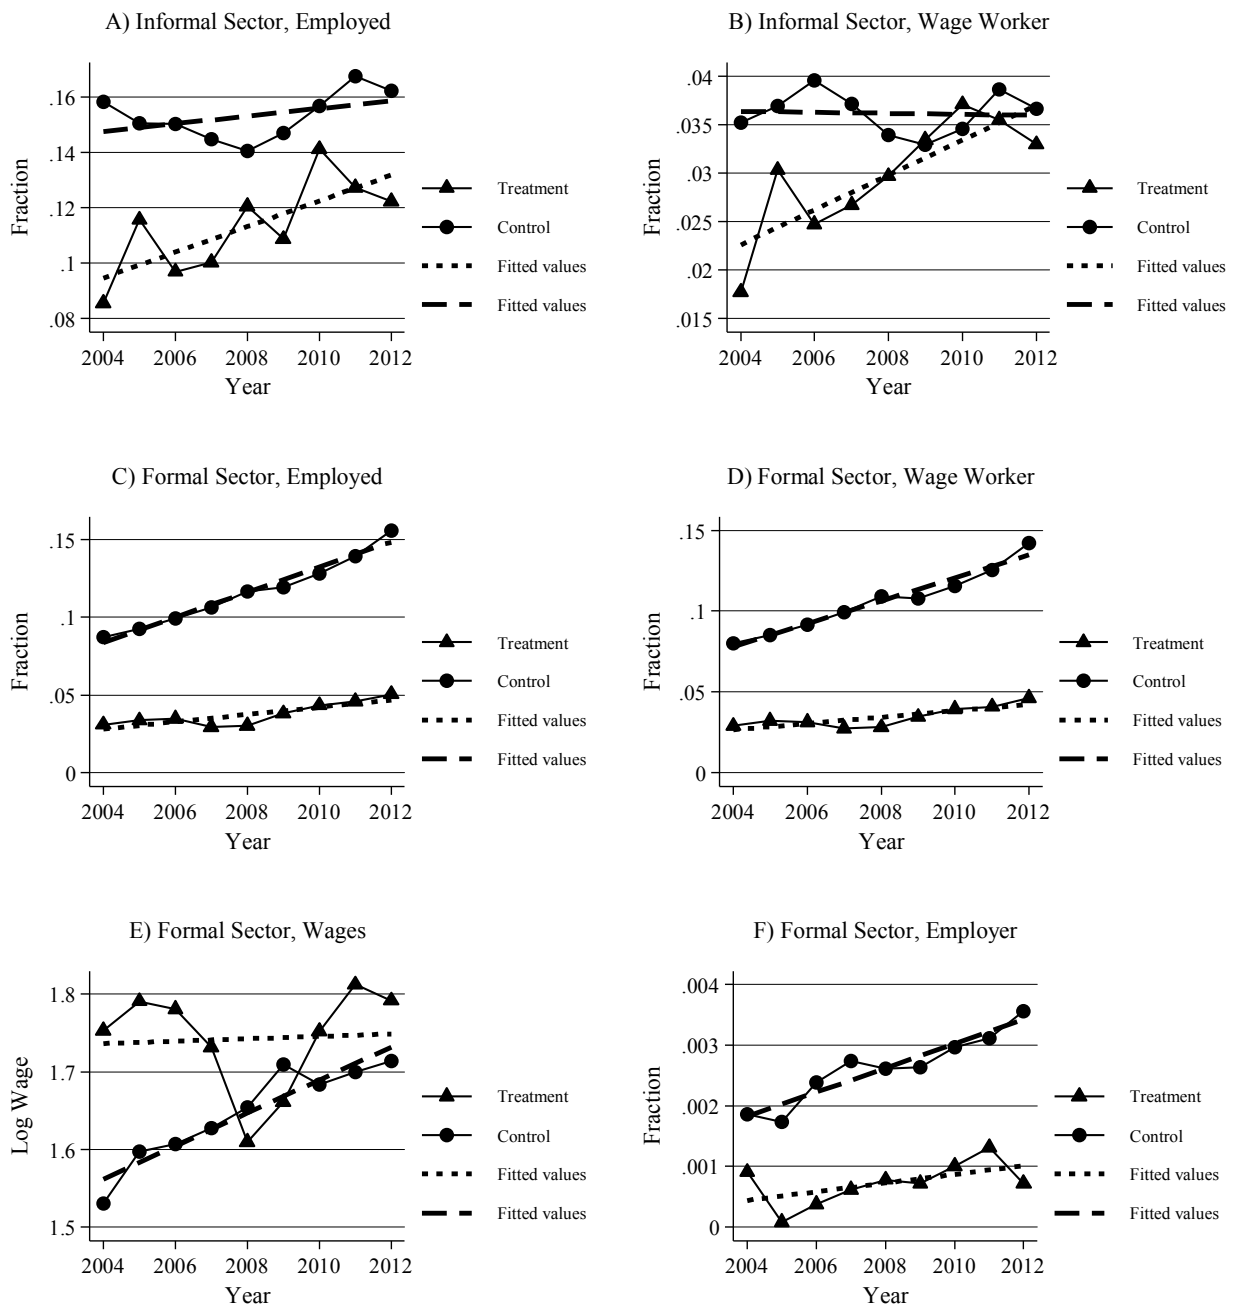 A) Informal Sector, Employed
Fraction
.16
.14
.12
.1
.08
2004 2006 2008 2010 2012
Year
Treatment
Control
Fitted values
Fitted values
B) Informal Sector, Wage Worker
Fraction
.04
.035
.03
.025
.02
.015
2004 2006 2008 2010 2012
Year
Treatment
Control
Fitted values
Fitted values
C) Formal Sector, Employed
Fraction
.15
.1
.05
0
2004 2006 2008 2010 2012
Year
Treatment
Control
Fitted values
Fitted values
D) Formal Sector, Wage Worker
Fraction
.15
.1
.05
0
2004 2006 2008 2010 2012
Year
Treatment
Control
Fitted values
Fitted values
E) Formal Sector, Wages
Log Wage
1.8
1.7
1.6
1.5
2004 2006 2008 2010 2012
Year
Treatment
Control
Fitted values
Fitted values
F) Formal Sector, Employer
Fraction
.004
.003
.002
.001
0
2004 2006 2008 2010 2012
Year
Treatment
Control
Fitted values
Fitted values